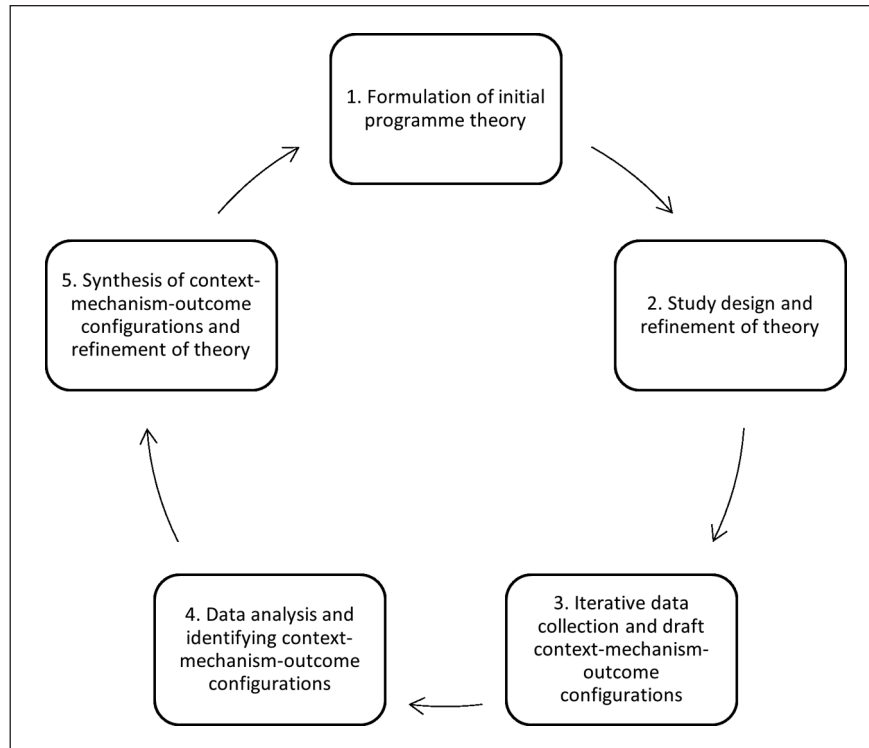 1. Formulation of initial
programme theory
2. Study design and
refinement of theory
3. Iterative data
collection and draft
context-mechanism-
outcome
configurations
4. Data analysis and
identifying context-
mechanism-outcome
configurations
5. Synthesis of context-
mechanism-outcome
configurations and
refinement of theory